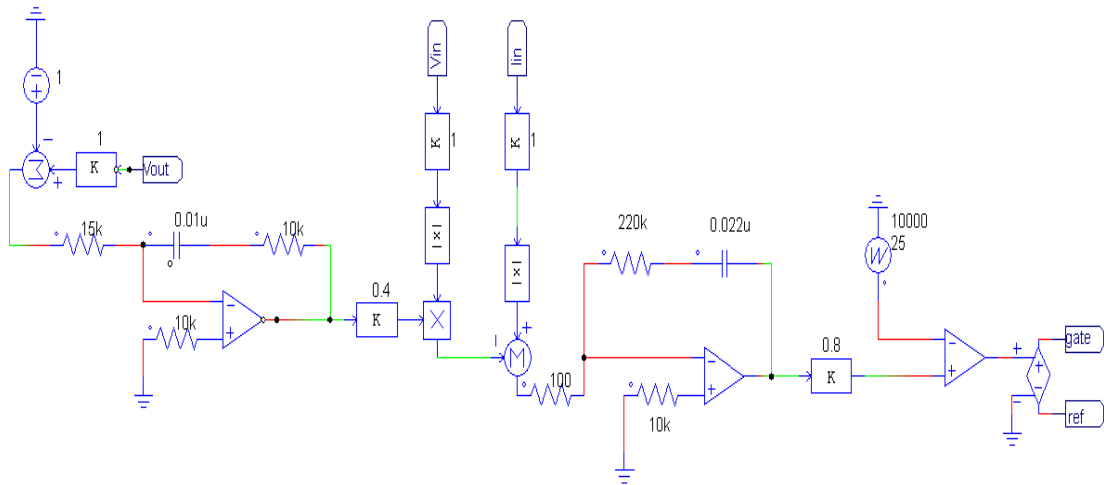 1
Vin
Iin
1
K
Vout
K
1
K
1
Σ
15k
0.01u
10k
|x|
|x|
220k
0.022u
10000
25
10k
0.4
K
X
M
100
10k
0.8
K
gate
ref